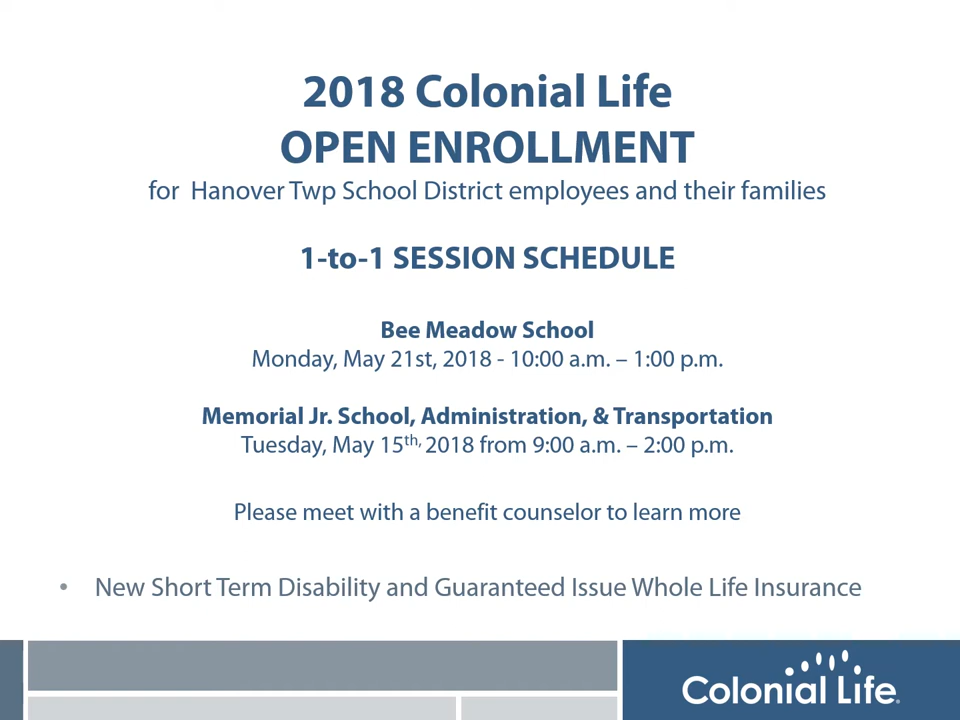 2018 Colonial Life
OPEN ENROLLMENT
for Hanover Twp School District employees and their families
1-to-1 SESSION SCHEDULE
Bee Meadow School
Monday, May 21st, 2018 - 10:00 a.m. – 1:00 p.m.
Memorial Jr. School, Administration, & Transportation
Tuesday, May 15th, 2018 from 9:00 a.m. – 2:00 p.m.
Please meet with a benefit counselor to learn more
• New Short Term Disability and Guaranteed Issue Whole Life Insurance
Colonial Life®